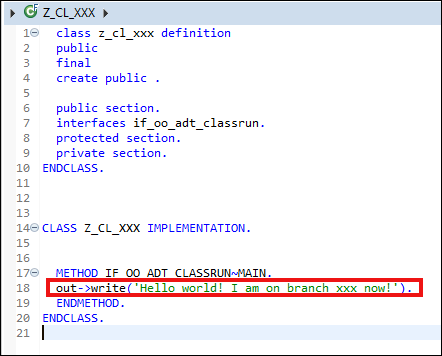 Z_CL_XXX
1 class z_cl_xxx definition
2 public
3 final
4 create public .
5
6 public section.
7 interfaces if_oo_adt_classrun.
8 protected section.
9 private section.
10 ENDCLASS.
11
12
13
14 CLASS Z_CL_XXX IMPLEMENTATION.
15
16
17 METHOD IF_OO_ADT_CLASSRUN~MAIN.
18 out->write('Hello world! I am on branch xxx now!').
19 ENDMETHOD.
20 ENDCLASS.
21